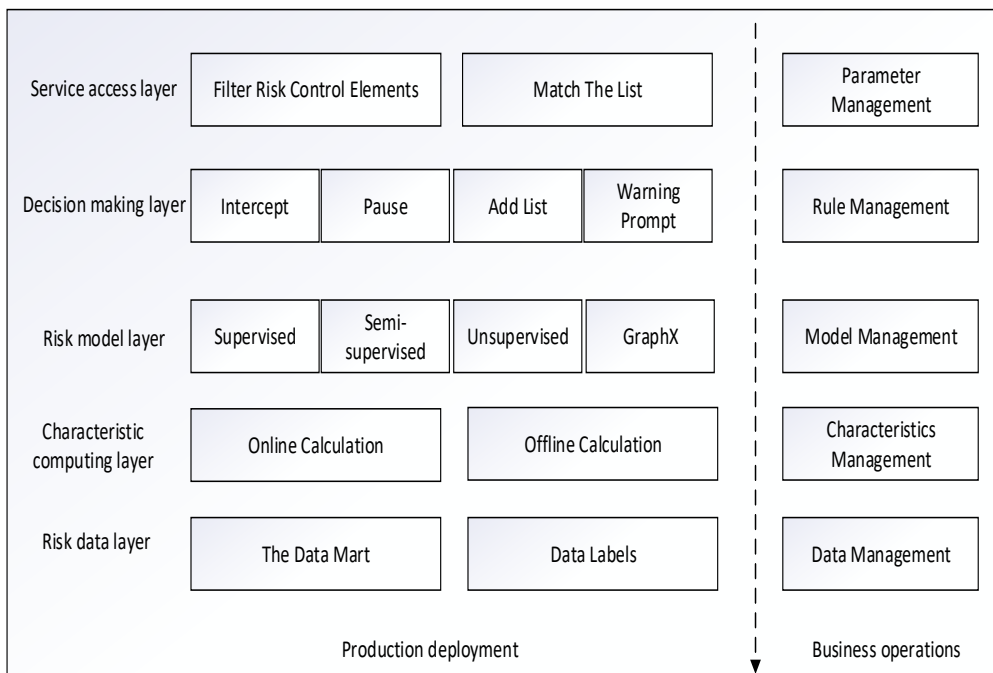 Service access layer
Filter Risk Control Elements
Match The List
Parameter
Management
Decision making layer
Intercept
Pause
Add List
Warning
Prompt
Rule Management
Risk model layer
Supervised
Semi-
supervised
Unsupervised
GraphX
Model Management
Characteristic
computing layer
Online Calculation
Offline Calculation
Characteristics
Management
Risk data layer
The Data Mart
Data Labels
Data Management
Production deployment
Business operations